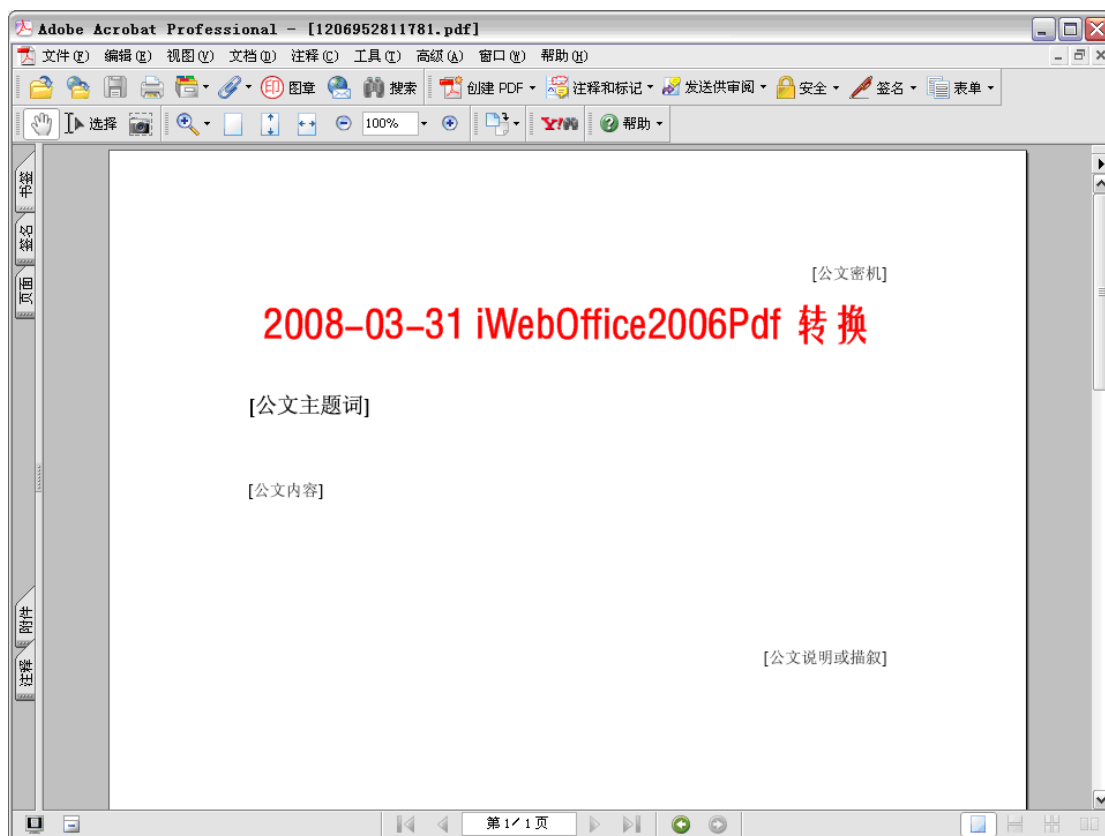 Adobe Acrobat Professional - [1206952811781.pdf]
文件(F) 编辑(E) 视图(V) 文档(D) 注释(C) 工具(T) 高级(A) 窗口(W) 帮助(H)
印 图章 搜索 创建 PDF 注释和标记 发送供审阅 安全 签名 表单
选择 100% Y! 帮助
书签
签名
页面
[公文密机]
2008-03-31 iWebOffice2006Pdf 转换
[公文主题词]
[公文内容]
附件
注释
[公文说明或描叙]
第1/1页